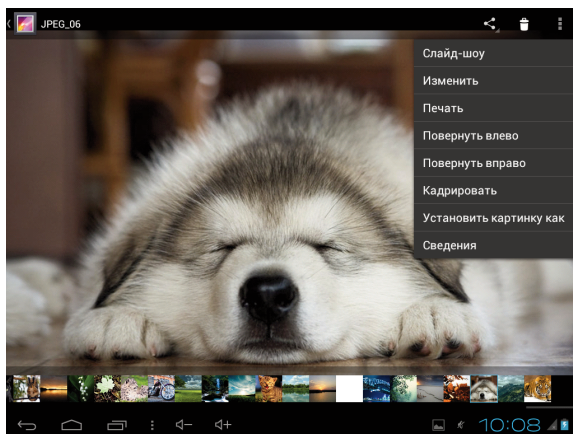 JPEG_06
Слайд-шоу
Изменить
Печать
Повернуть влево
Повернуть вправо
Кадрировать
Установить картинку как
Сведения
10:08